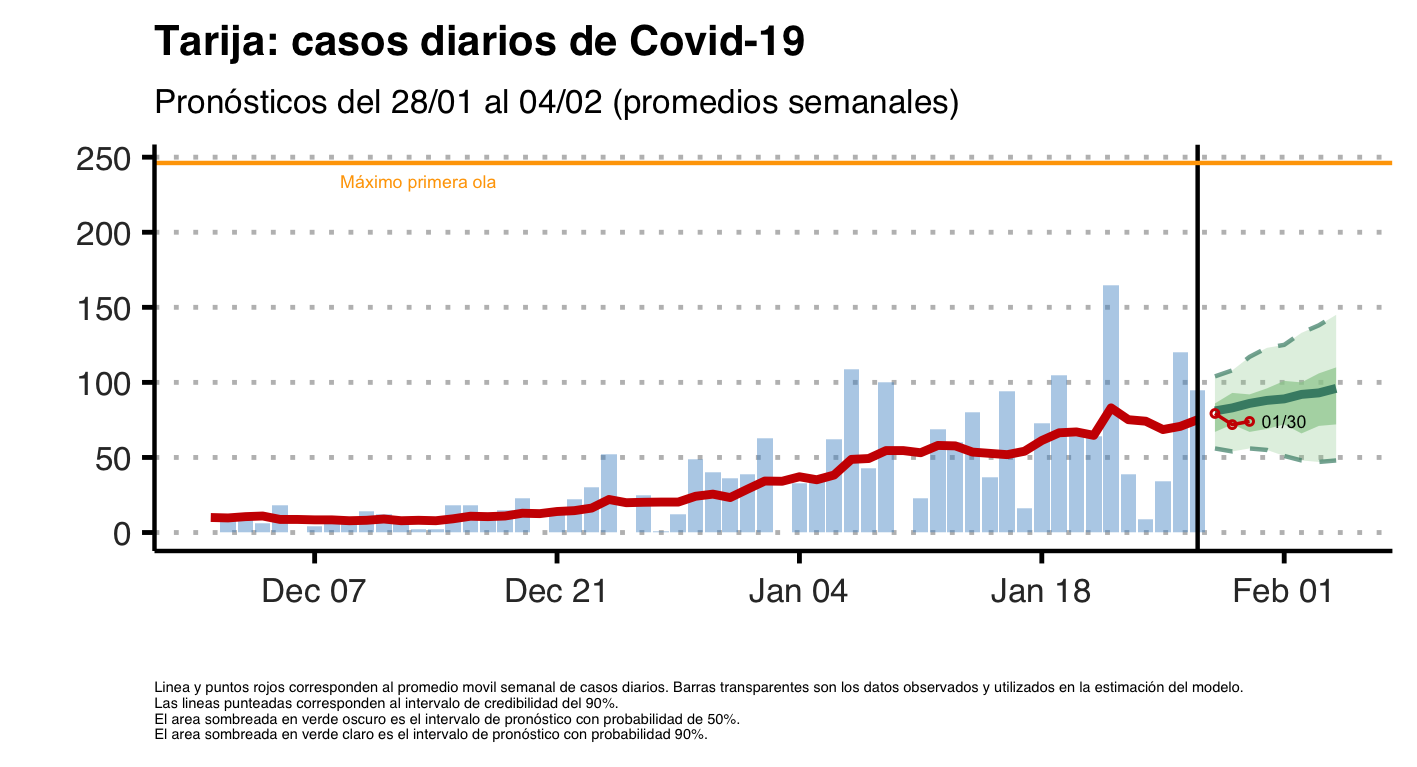 Tarija: casos diarios de Covid-19
Pronósticos del 28/01 al 04/02 (promedios semanales)
250
Máximo primera ola
200
150
100
01/30
50
0
Dec 07
Dec 21
Jan 04
Jan 18
Feb 01
Linea y puntos rojos corresponden al promedio movil semanal de casos diarios. Barras transparentes son los datos observados y utilizados en la estimación del modelo.
Las lineas punteadas corresponden al intervalo de credibilidad del 90%.
El area sombreada en verde oscuro es el intervalo de pronóstico con probabilidad de 50%.
El area sombreada en verde claro es el intervalo de pronóstico con probabilidad 90%.